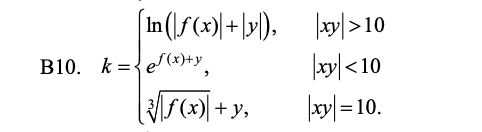 ln(|f(x)|+|y|), |xy|>10
B10. k = { e^{f(x)+y}, |xy|<10
∛|f(x)| + y, |xy|=10.